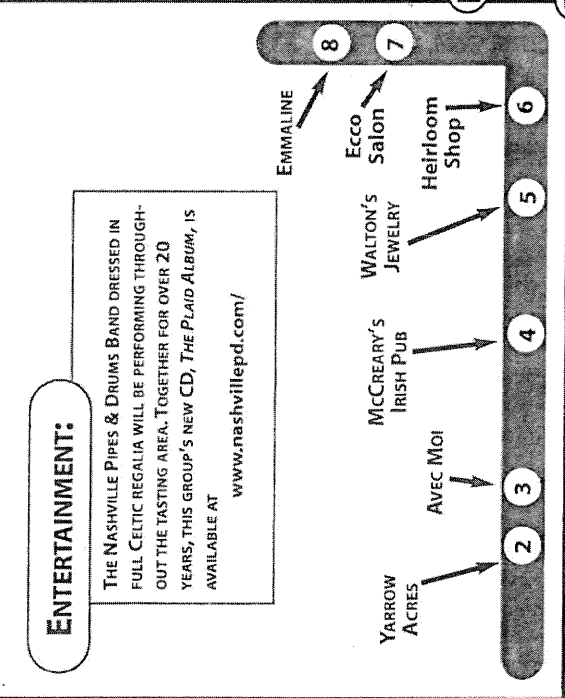 ENTERTAINMENT:
THE NASHVILLE PIPES & DRUMS BAND DRESSED IN
FULL CELTIC REGALIA WILL BE PERFORMING THROUGH-
OUT THE TASTING AREA. TOGETHER FOR OVER 20
YEARS, THIS GROUP'S NEW CD, THE PLAID ALBUM, IS
AVAILABLE AT
www.nashvillepd.com/
EMMALINE
8
Ecco
Salon
7
Heirloom
Shop
6
WALTON'S
JEWELRY
5
MCCREARY'S
IRISH PUB
4
AVEC MOI
3
YARROW
ACRES
2